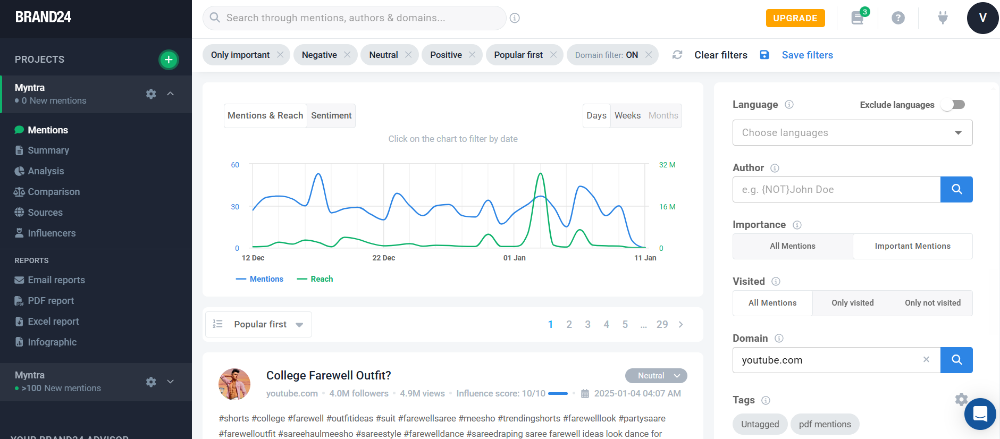 BRAND24
Search through mentions, authors & domains...
UPGRADE
3
?
V
PROJECTS
+
Only important
Negative
Neutral
Positive
Popular first
Domain filter: ON
Clear filters
Save filters
Myntra
0 New mentions
Mentions
Summary
Analysis
Comparison
Sources
Influencers
REPORTS
Email reports
PDF report
Excel report
Infographic
Myntra
>100 New mentions
Mentions & Reach
Sentiment
Days
Weeks
Months
Click on the chart to filter by date
60
30
0
32 M
16 M
0
12 Dec
22 Dec
01 Jan
11 Jan
Mentions
Reach
Popular first
1 2 3 4 5 ... 29
College Farewell Outfit?
Neutral
youtube.com • 4.0M followers • 4.9M views • Influence score: 10/10 • 2025-01-04 04:07 AM
#shorts #college #farewell #outfitideas #suit #farewellsaree #meesho #trendingshorts #farewelllook #partysaare
#farewelloutfit #sareehaulmeesho #sareestyle #farewelldance #sareedraping saree farewell ideas look dance for
Language
Exclude languages
Choose languages
Author
e.g. {NOT}John Doe
Importance
All Mentions
Important Mentions
Visited
All Mentions
Only visited
Only not visited
Domain
youtube.com
Tags
Untagged
pdf mentions
YOUR BRAND24 ADVISOR